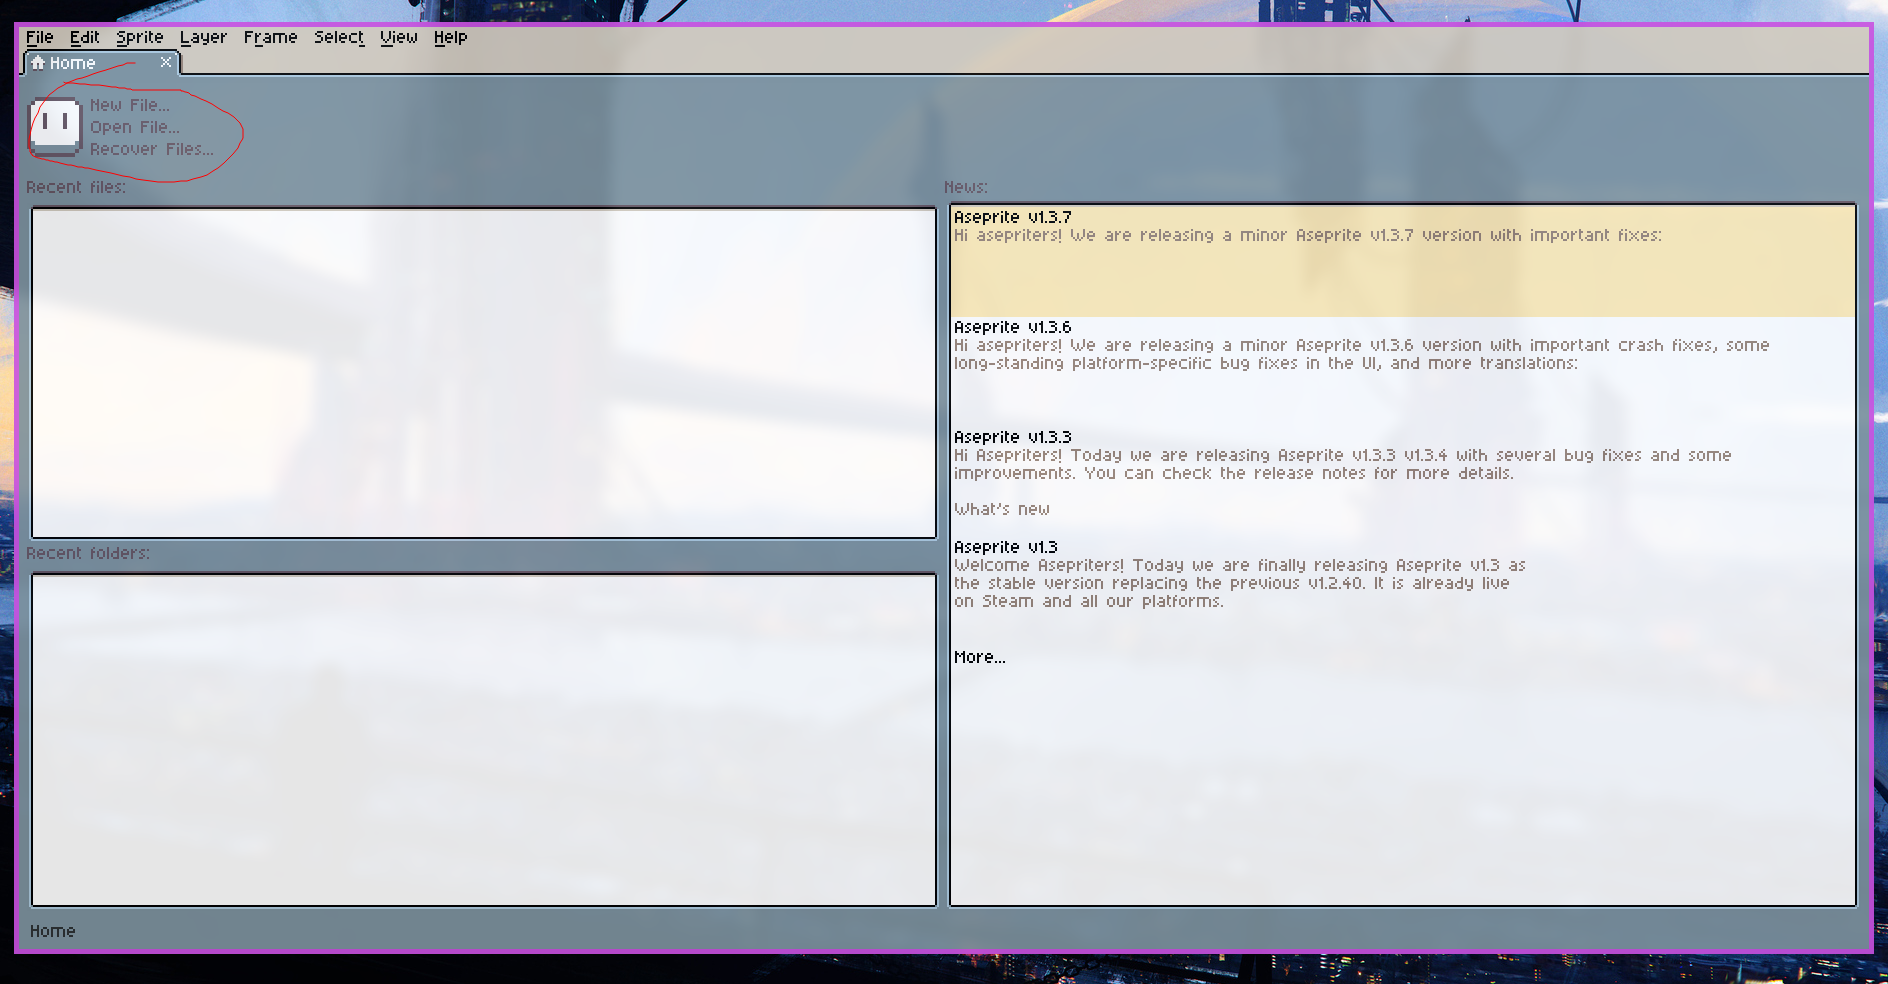 File Edit Sprite Layer Frame Select View Help
Home
New File...
Open File...
Recover Files...
Recent files:
Recent folders:
News:
Aseprite v1.3.7
Hi asepriters! We are releasing a minor Aseprite v1.3.7 version with important fixes:
Aseprite v1.3.6
Hi asepriters! We are releasing a minor Aseprite v1.3.6 version with important crash fixes, some
long-standing platform-specific bug fixes in the UI, and more translations:
Aseprite v1.3.3
Hi Asepriters! Today we are releasing Aseprite v1.3.3 v1.3.4 with several bug fixes and some
improvements. You can check the release notes for more details.
What's new
Aseprite v1.3
Welcome Asepriters! Today we are finally releasing Aseprite v1.3 as
the stable version replacing the previous v1.2.40. It is already live
on Steam and all our platforms.
More...
Home